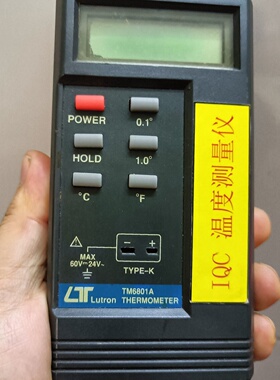 POWER 0.1°
HOLD 1.0°
°C °F
MAX
60V⎓24V~
− +
TYPE-K
LT Lutron
TM6801A
THERMOMETER
IQC 温度测量仪